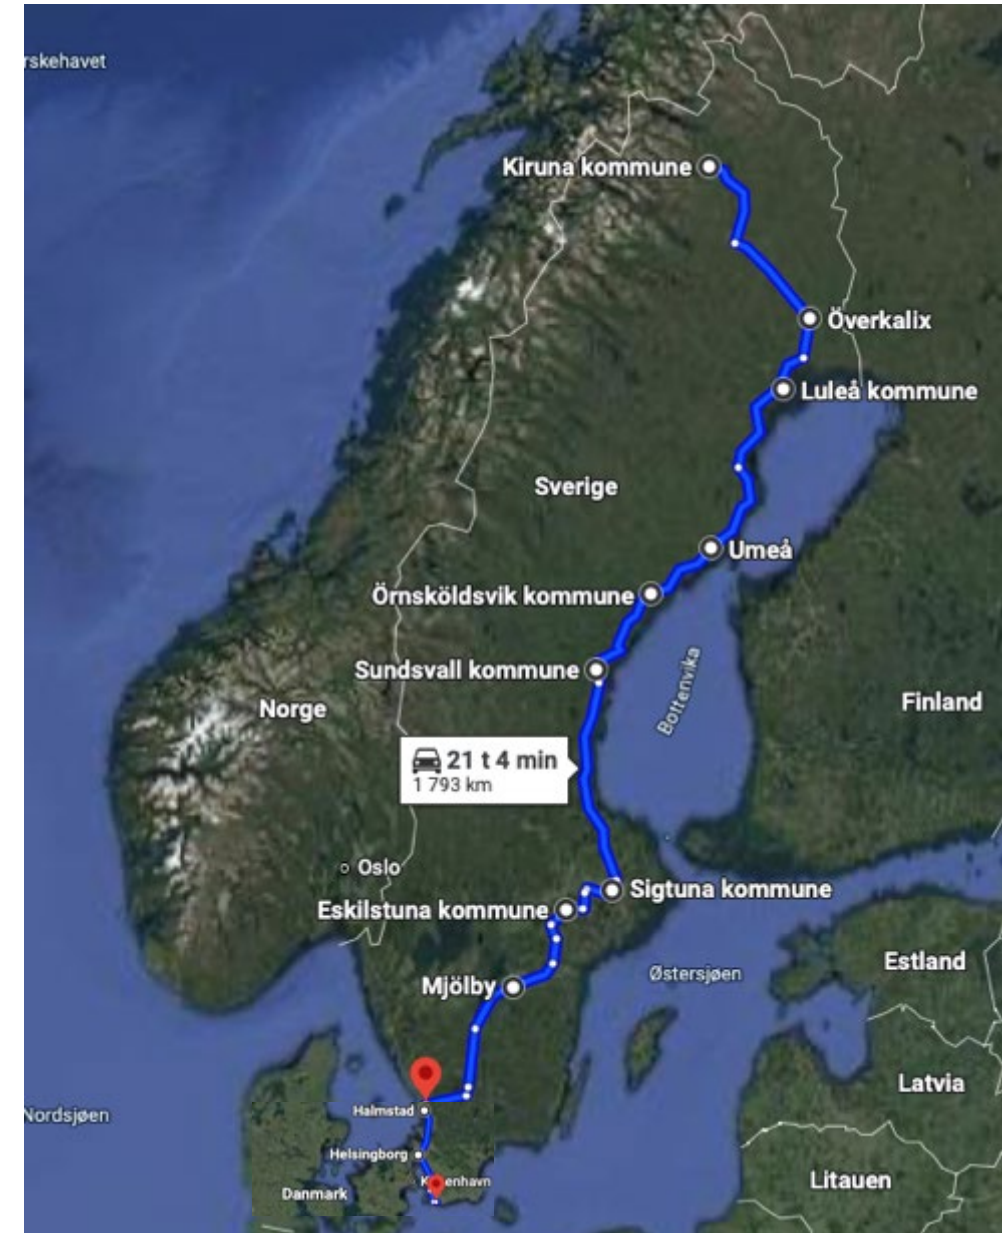 rskehavet
Kiruna kommune
Överkalix
Luleå kommune
Sverige
Umeå
Örnsköldsvik kommune
Sundsvall kommune
Bottenvika
Finland
Norge
21 t 4 min
1 793 km
Oslo
Sigtuna kommune
Eskilstuna kommune
Estland
Østersjøen
Mjölby
Latvia
Nordsjøen
Halmstad
Helsingborg
Danmark
Litauen